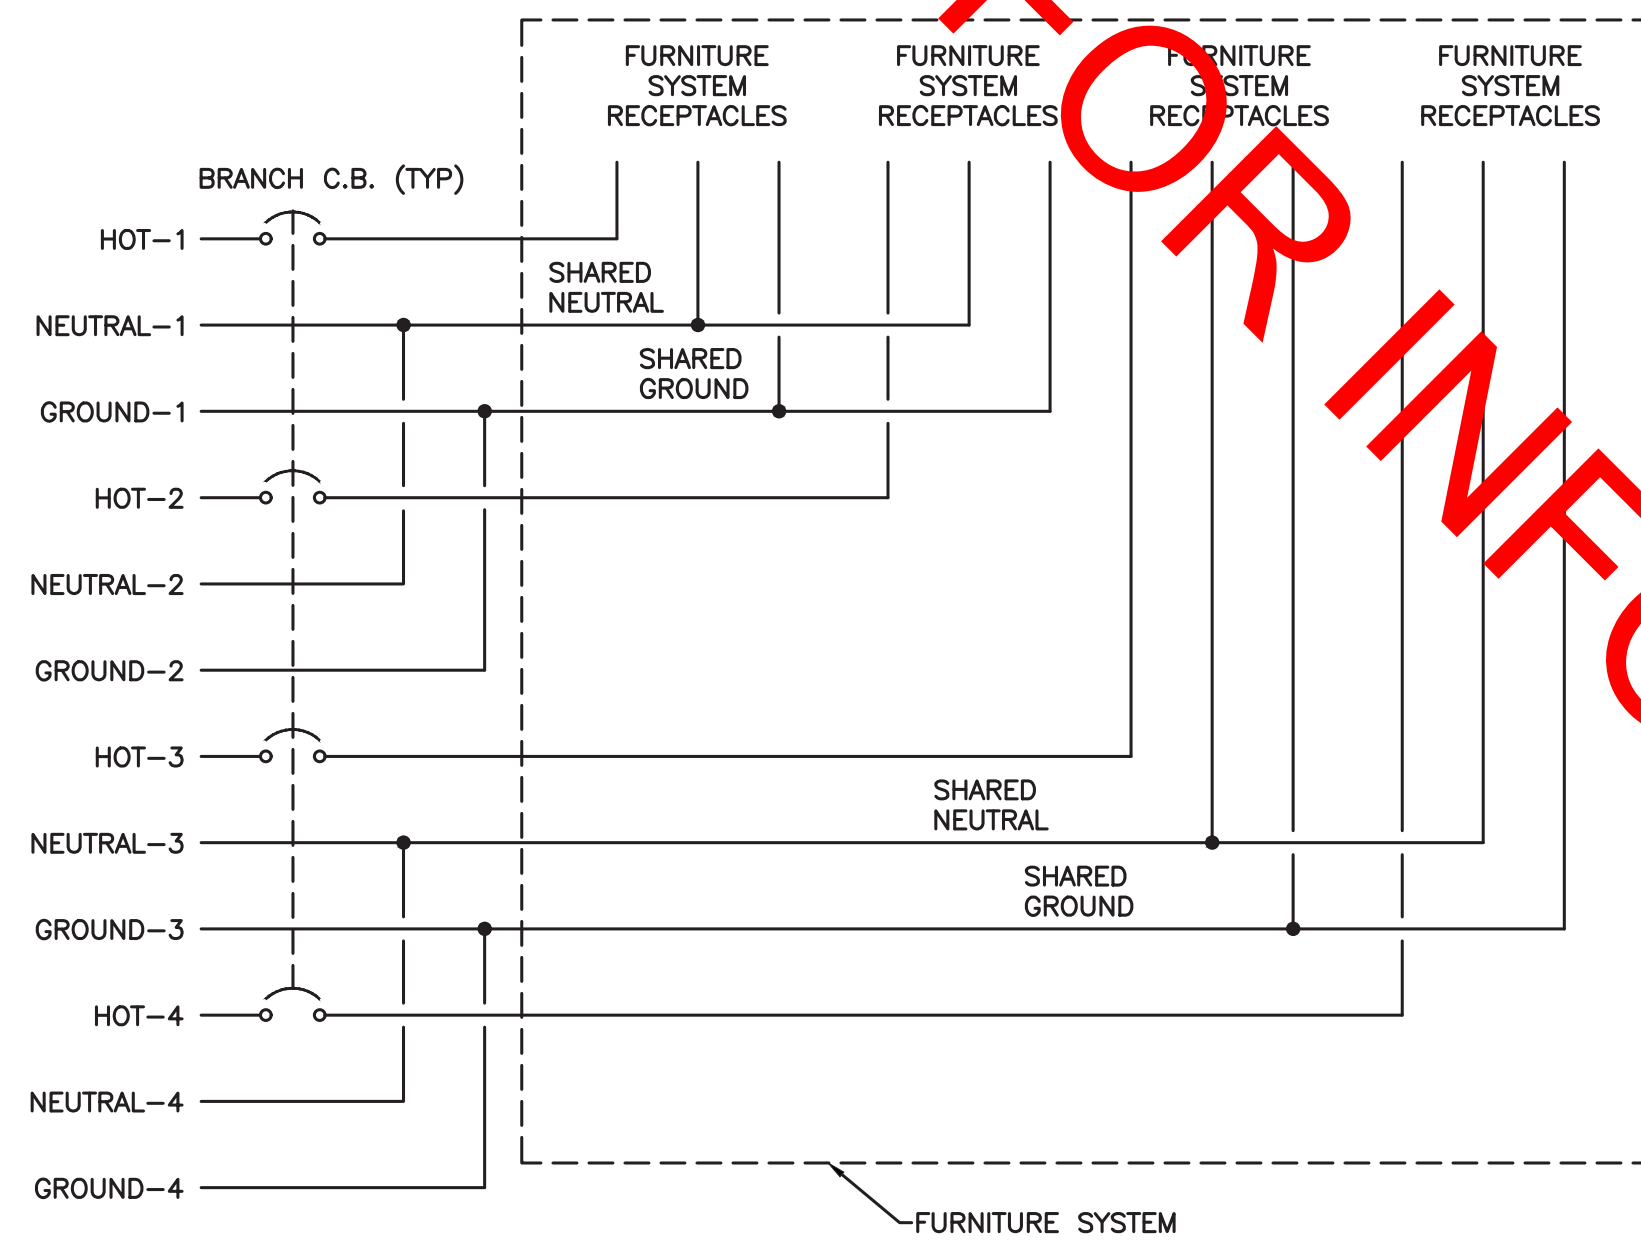 FURNITURE
SYSTEM
RECEPTACLES
FURNITURE
SYSTEM
RECEPTACLES
FURNITURE
SYSTEM
RECEPTACLES
FURNITURE
SYSTEM
RECEPTACLES
BRANCH C.B. (TYP)
HOT-1
SHARED
NEUTRAL
NEUTRAL-1
SHARED
GROUND
GROUND-1
HOT-2
NEUTRAL-2
GROUND-2
HOT-3
SHARED
NEUTRAL
NEUTRAL-3
SHARED
GROUND
GROUND-3
HOT-4
NEUTRAL-4
GROUND-4
FURNITURE SYSTEM
FOR INFO